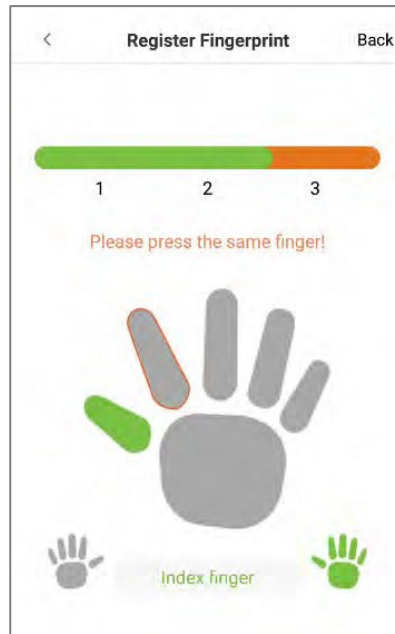 Register Fingerprint Back
1 2 3
Please press the same finger!
Index finger